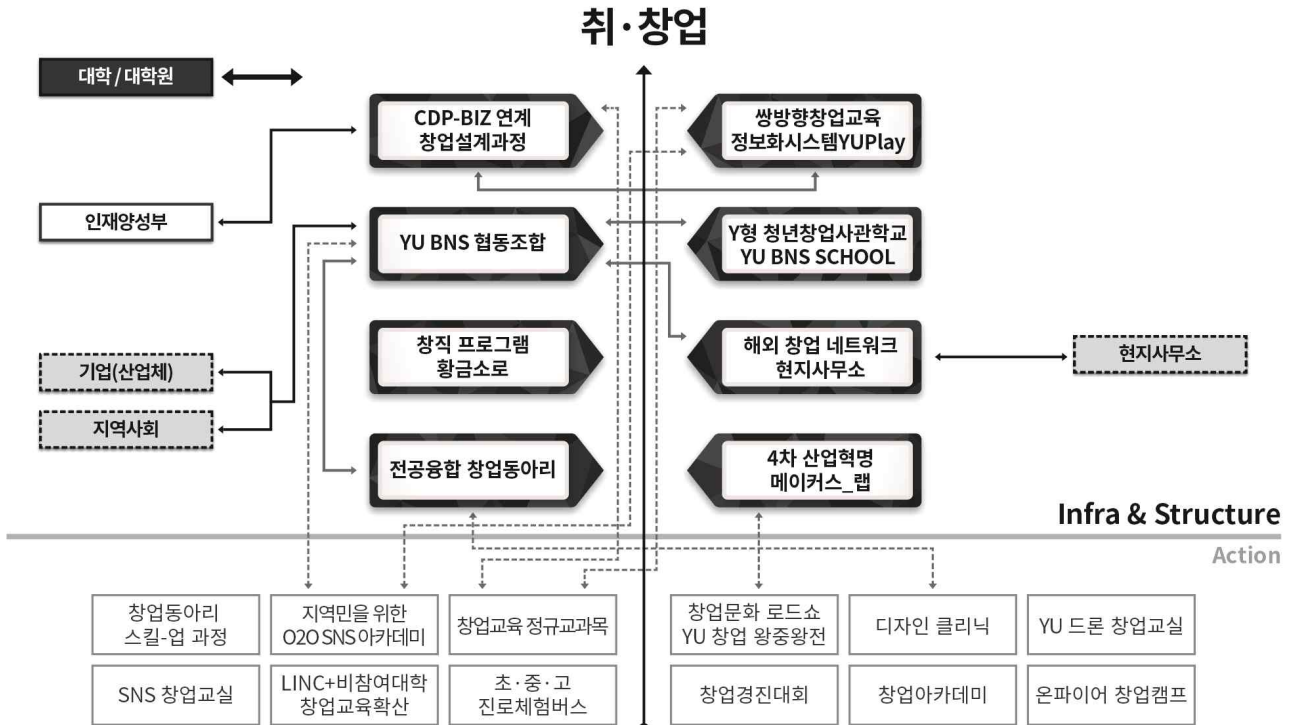 취·창업
대학 / 대학원
CDP-BIZ 연계
창업설계과정
쌍방향창업교육
정보화시스템YUPlay
인재양성부
YU BNS 협동조합
Y형 청년창업사관학교
YU BNS SCHOOL
창직 프로그램
황금소로
해외 창업 네트워크
현지사무소
현지사무소
기업(산업체)
지역사회
전공융합 창업동아리
4차 산업혁명
메이커스_랩
Infra & Structure
Action
창업동아리
스킬-업 과정
지역민을 위한
O2O SNS아카데미
창업교육 정규교과목
창업문화 로드쇼
YU 창업 왕중왕전
디자인 클리닉
YU 드론 창업교실
SNS 창업교실
LINC+비참여대학
창업교육확산
초·중·고
진로체험버스
창업경진대회
창업아카데미
온파이어 창업캠프